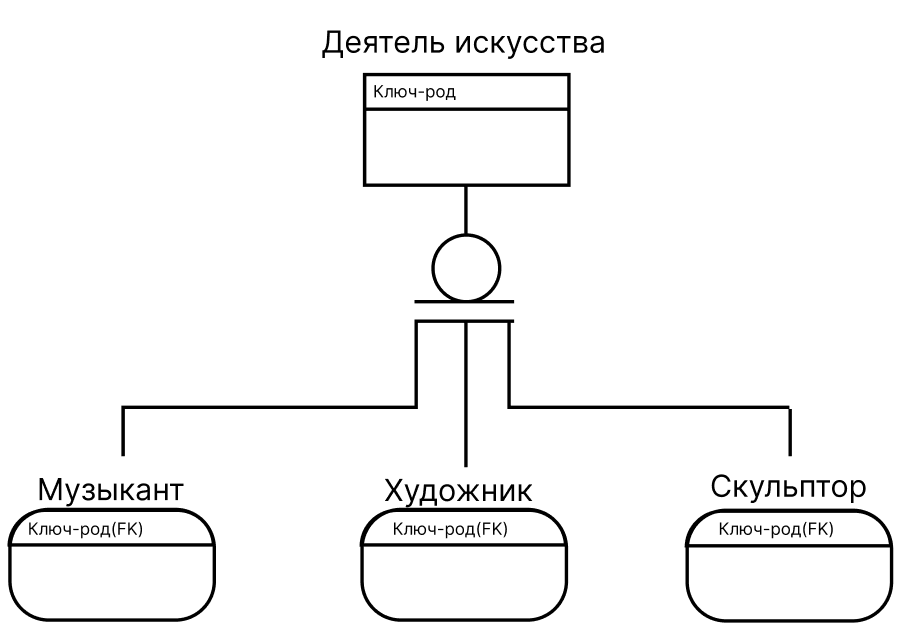 Деятель искусства
Ключ-род
Музыкант
Художник
Скульптор
Ключ-род(FK)
Ключ-род(FK)
Ключ-род(FK)